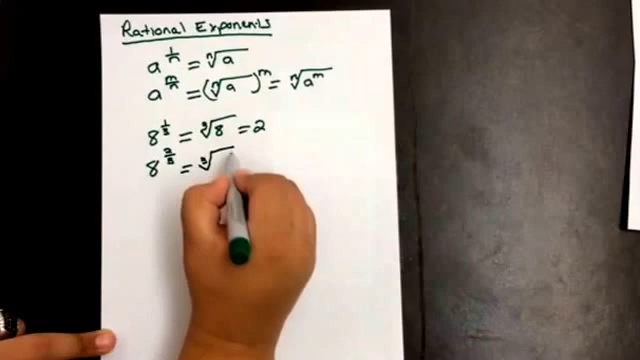 Rational Exponents
a^(1/n) = ⁿ√a
a^(m/n) = (ⁿ√a)^m = ⁿ√a^m
8^(1/3) = ³√8 = 2
8^(2/3) = ³√